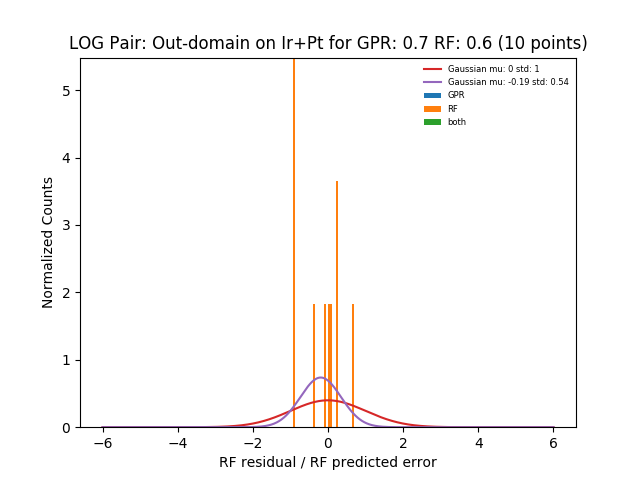 LOG Pair: Out-domain on Ir+Pt for GPR: 0.7 RF: 0.6 (10 points)
Gaussian mu: 0 std: 1
Gaussian mu: -0.19 std: 0.54
GPR
RF
both
Normalized Counts
5
4
3
2
1
0
−6 −4 −2 0 2 4 6
RF residual / RF predicted error